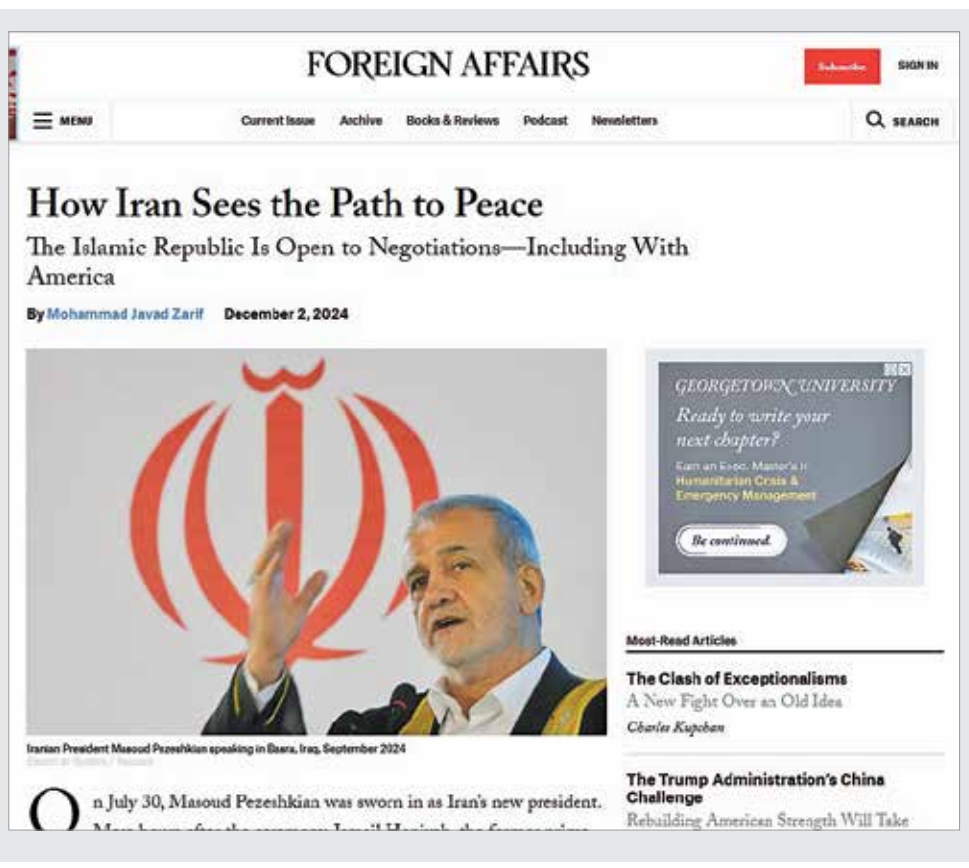 FOREIGN AFFAIRS
Subscribe
SIGN IN
MENU
Current Issue
Archive
Books & Reviews
Podcast
Newsletters
SEARCH
How Iran Sees the Path to Peace
The Islamic Republic Is Open to Negotiations—Including With
America
By Mohammad Javad Zarif
December 2, 2024
GEORGETOWN UNIVERSITY
Ready to write your
next chapter?
Earn an Exec. Master's in
Humanitarian Crisis &
Emergency Management
Be continued.
Iranian President Masoud Pezeshkian speaking in Basra, Iraq, September 2024
On July 30, Masoud Pezeshkian was sworn in as Iran's new president.
Most-Read Articles
The Clash of Exceptionalisms
A New Fight Over an Old Idea
Charles Kupchan
The Trump Administration's China
Challenge
Rebuilding American Strength Will Take